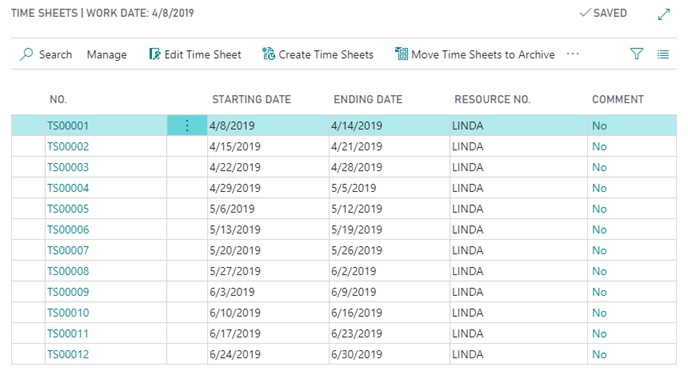 TIME SHEETS | WORK DATE: 4/8/2019 SAVED
Search Manage Edit Time Sheet Create Time Sheets Move Time Sheets to Archive ...
NO. STARTING DATE ENDING DATE RESOURCE NO. COMMENT
TS00001 4/8/2019 4/14/2019 LINDA No
TS00002 4/15/2019 4/21/2019 LINDA No
TS00003 4/22/2019 4/28/2019 LINDA No
TS00004 4/29/2019 5/5/2019 LINDA No
TS00005 5/6/2019 5/12/2019 LINDA No
TS00006 5/13/2019 5/19/2019 LINDA No
TS00007 5/20/2019 5/26/2019 LINDA No
TS00008 5/27/2019 6/2/2019 LINDA No
TS00009 6/3/2019 6/9/2019 LINDA No
TS00010 6/10/2019 6/16/2019 LINDA No
TS00011 6/17/2019 6/23/2019 LINDA No
TS00012 6/24/2019 6/30/2019 LINDA No